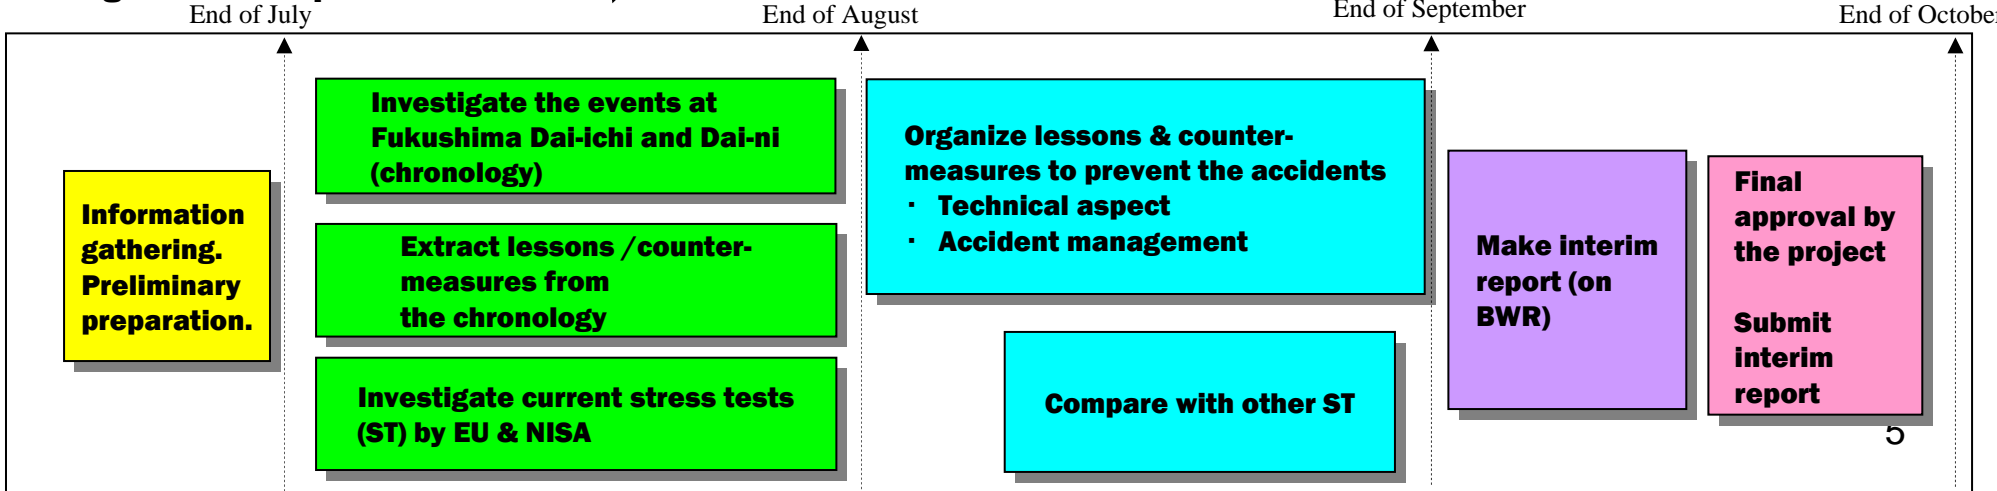 End of July
End of August
End of September
End of October
Information
gathering.
Preliminary
preparation.
Investigate the events at
Fukushima Dai-ichi and Dai-ni
(chronology)
Extract lessons /counter-
measures from
the chronology
Investigate current stress tests
(ST) by EU & NISA
Organize lessons & counter-
measures to prevent the accidents
· Technical aspect
· Accident management
Compare with other ST
Make interim
report (on
BWR)
Final
approval by
the project
Submit
interim
report
5